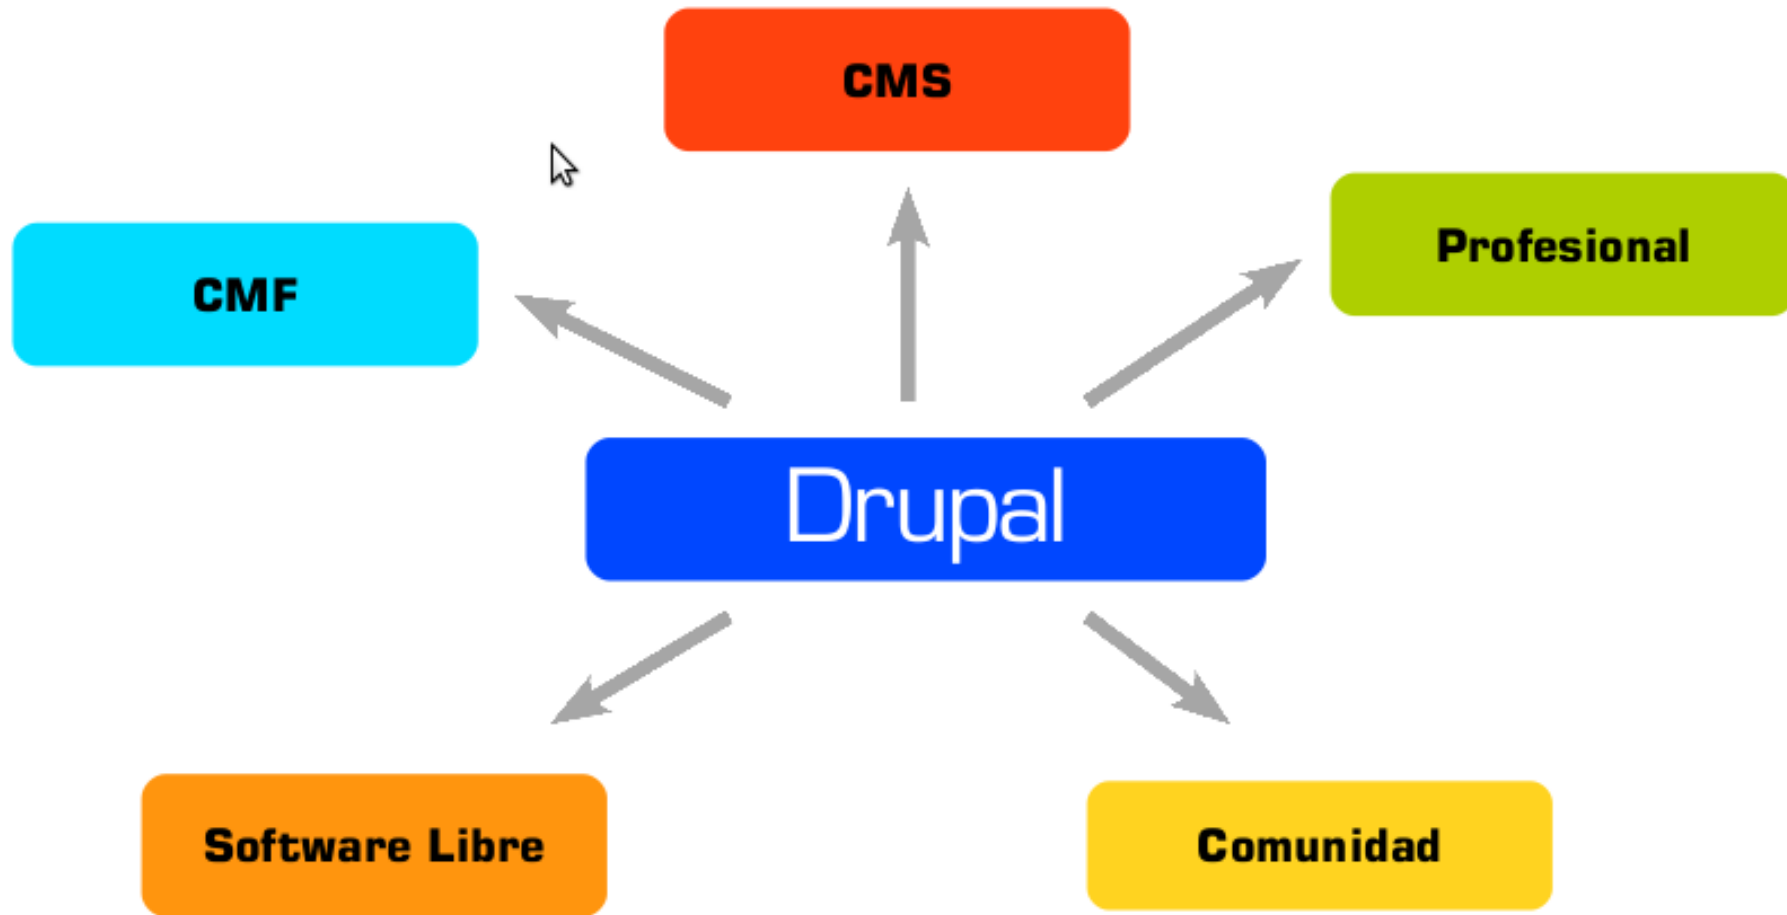 CMS
Profesional
CMF
Drupal
Software Libre
Comunidad